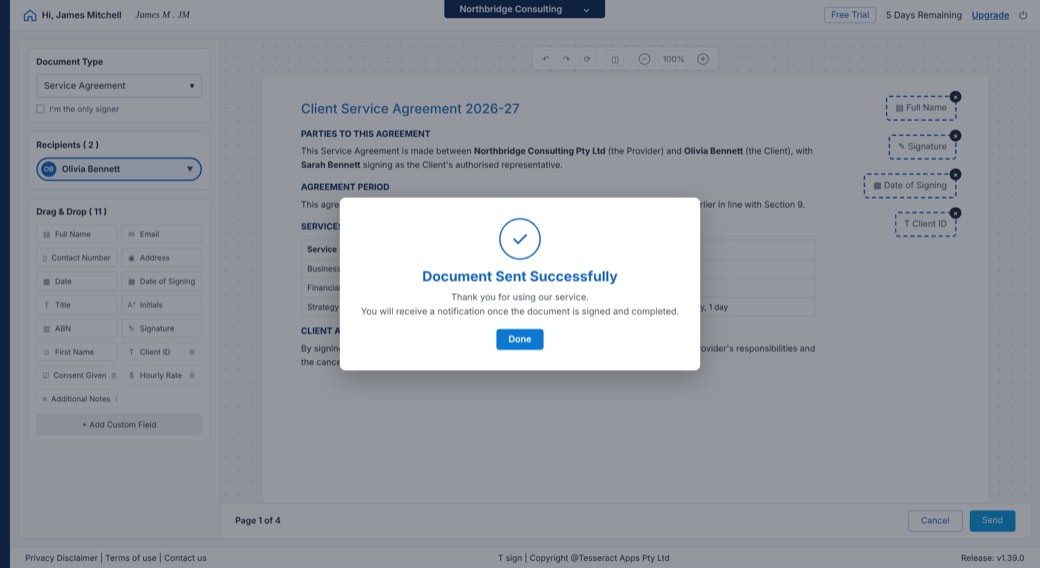 Hi, James Mitchell
James M . JM
Northbridge Consulting
Free Trial
5 Days Remaining
Upgrade
Document Type
Service Agreement
I'm the only signer
Recipients ( 2 )
OB Olivia Bennett
Drag & Drop ( 11 )
Full Name
Email
Contact Number
Address
Date
Date of Signing
T Title
Initials
ABN
Signature
First Name
T Client ID
Consent Given
$ Hourly Rate
Additional Notes
+ Add Custom Field
100%
Client Service Agreement 2026-27
PARTIES TO THIS AGREEMENT
This Service Agreement is made between Northbridge Consulting Pty Ltd (the Provider) and Olivia Bennett (the Client), with
Sarah Bennett signing as the Client's authorised representative.
AGREEMENT PERIOD
This agre
rlier in line with Section 9.
SERVICE
Service
Business
Financia
Strategy
y, 1 day
CLIENT A
By signin
ovider's responsibilities and
the cance
Full Name
Signature
Date of Signing
T Client ID
Document Sent Successfully
Thank you for using our service.
You will receive a notification once the document is signed and completed.
Done
Page 1 of 4
Cancel
Send
Privacy Disclaimer | Terms of use | Contact us
T sign | Copyright @Tesseract Apps Pty Ltd
Release: v1.39.0